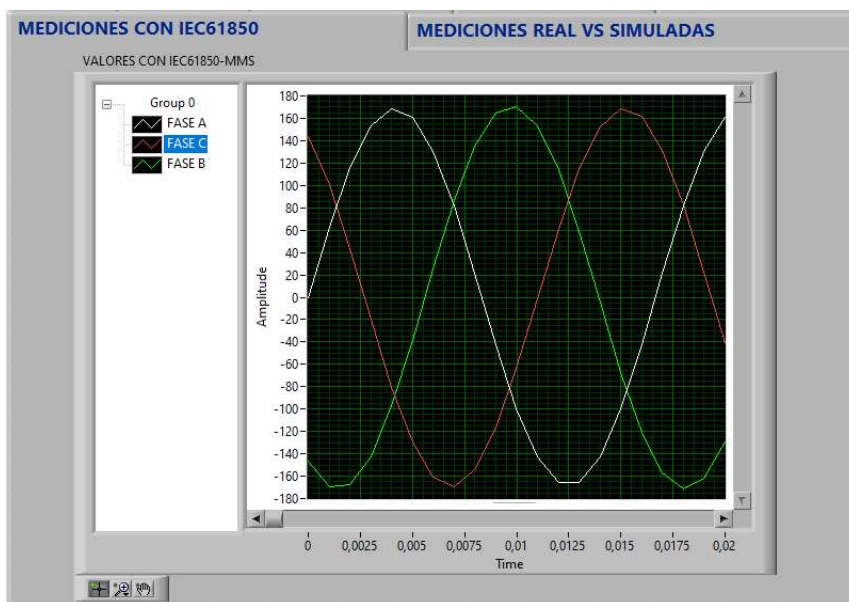 MEDICIONES CON IEC61850
MEDICIONES REAL VS SIMULADAS
VALORES CON IEC61850-MMS
Group 0
FASE A
FASE C
FASE B
Amplitude
180
160
140
120
100
80
60
40
20
0
-20
-40
-60
-80
-100
-120
-140
-160
-180
0 0,0025 0,005 0,0075 0,01 0,0125 0,015 0,0175 0,02
Time